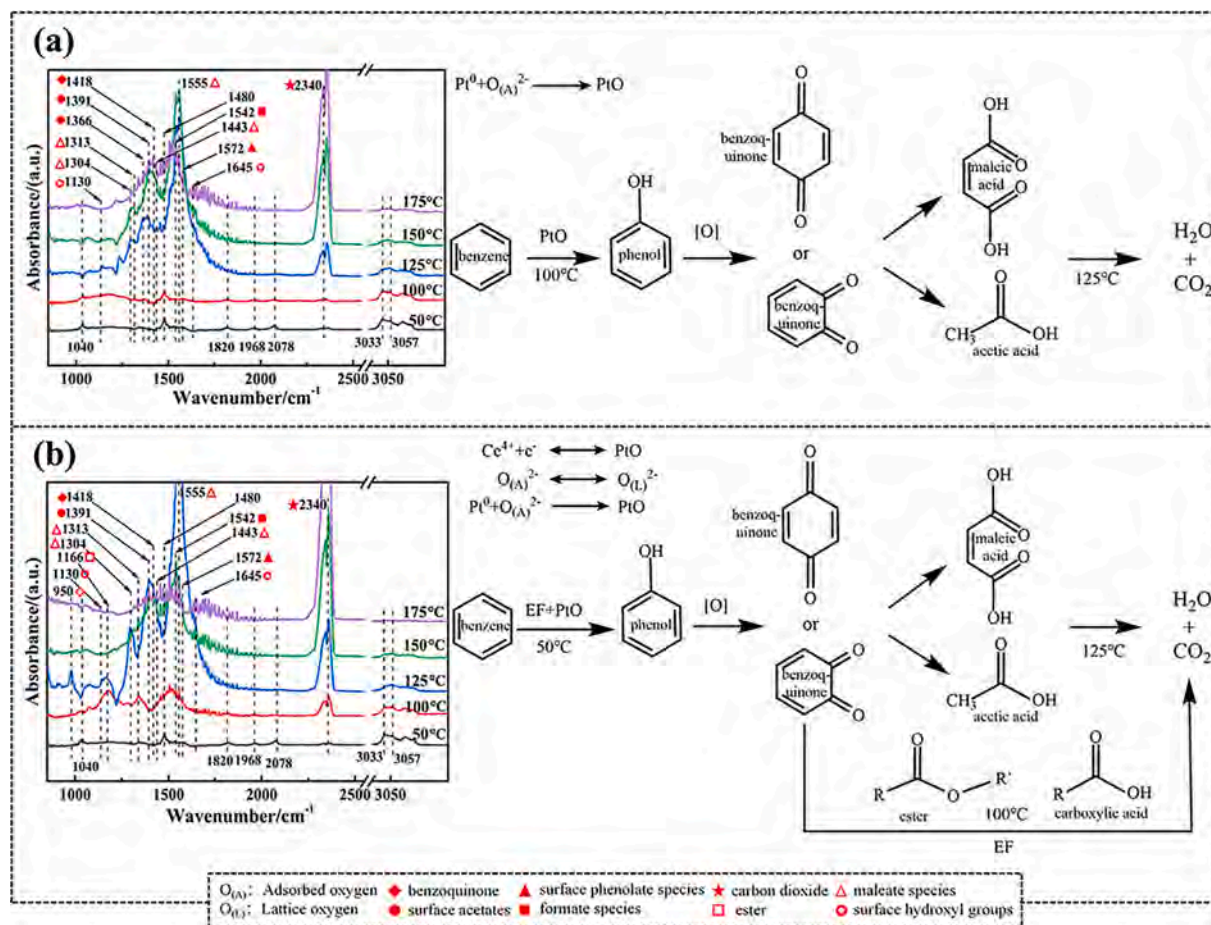 (a)
1418
1391
1366
1313
1304
1130
1555
1480
1542
1443
1572
1645
2340
175°C
150°C
125°C
100°C
50°C
1040
1820 1968 2078
3033 3057
1000 1500 2000 2500 3050
Wavenumber/cm⁻¹
Absorbance/(a.u.)
Pt⁰+O(A)²⁻ PtO
benzene
PtO
100°C
OH
phenol
[O]
O
benzoq-
uinone
O
or
benzoq-
uinone
O
O
OH
O
maleic
acid
O
OH
O
CH₃ OH
acetic acid
125°C
H₂O
+
CO₂
(b)
1418
1391
1313
1304
1166
1130
950
1555
1480
1542
1443
1572
1645
2340
175°C
150°C
125°C
100°C
50°C
1040
1820 1968 2078
3033 3057
1000 1500 2000 2500 3050
Wavenumber/cm⁻¹
Absorbance/(a.u.)
Ce⁴⁺+e⁻ PtO
O(A)²⁻ O(L)²⁻
Pt⁰+O(A)²⁻ PtO
benzene
EF+PtO
50°C
OH
phenol
[O]
O
benzoq-
uinone
O
or
benzoq-
uinone
O
O
OH
O
maleic
acid
O
OH
O
CH₃ OH
acetic acid
125°C
H₂O
+
CO₂
O
R O R'
ester
100°C
O
R OH
carboxylic acid
EF
O(A): Adsorbed oxygen benzoquinone surface phenolate species carbon dioxide maleate species
O(L): Lattice oxygen surface acetates formate species ester surface hydroxyl groups